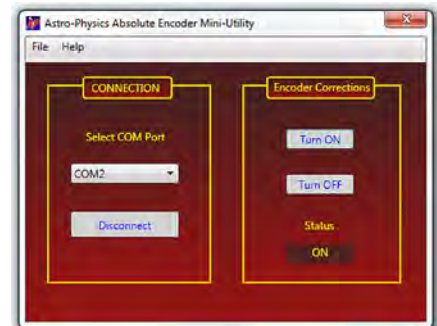 Astro-Physics Absolute Encoder Mini-Utility
File Help
CONNECTION
Select COM Port
COM2
Disconnect
Encoder Corrections
Turn ON
Turn OFF
Status
ON